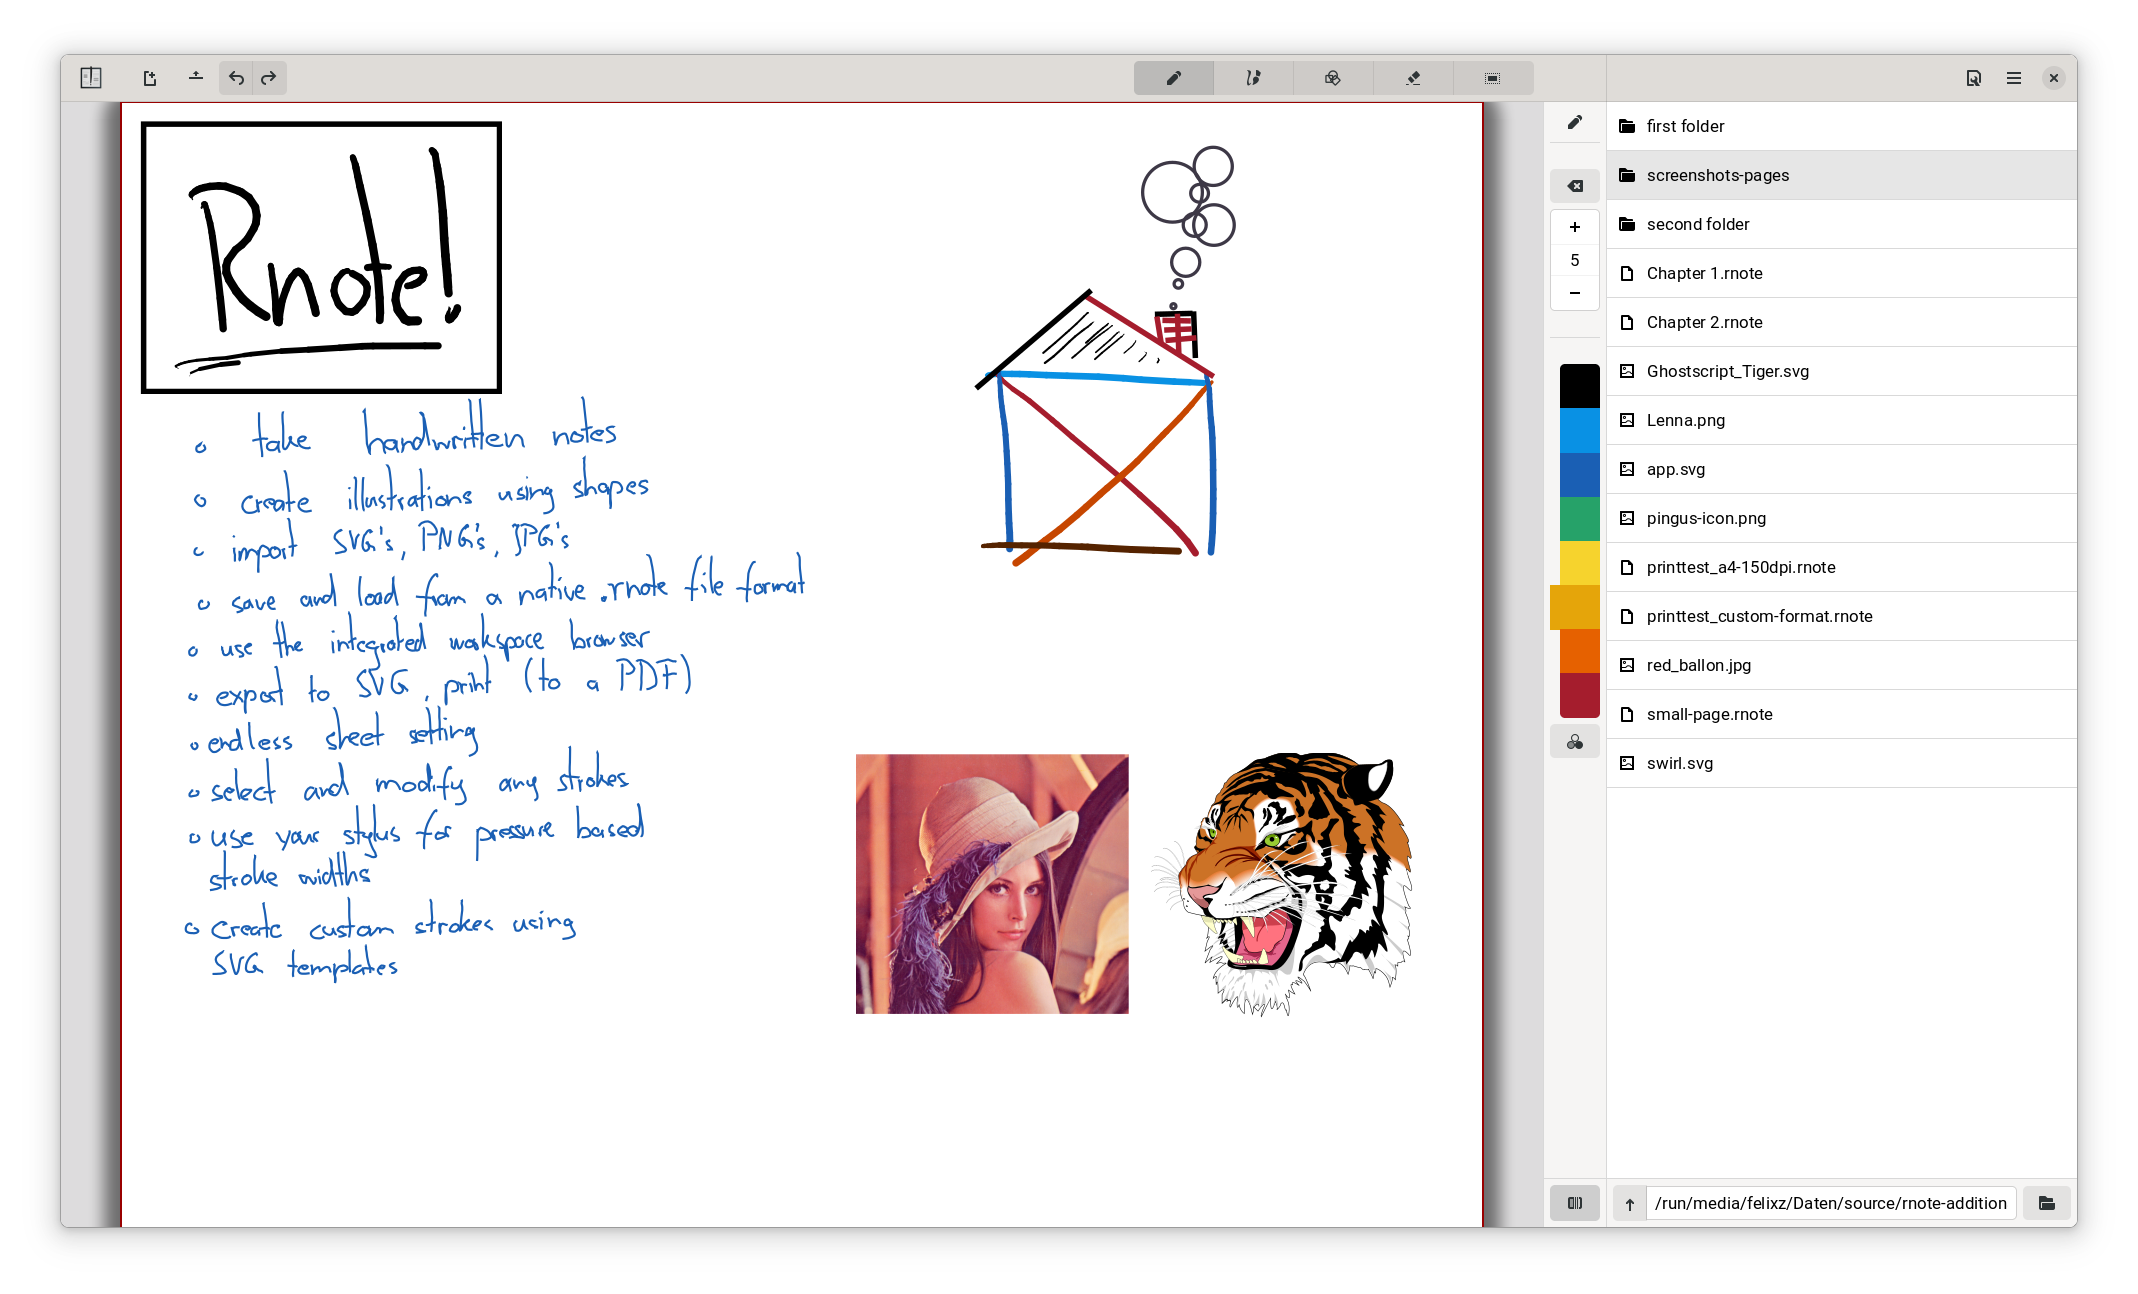 Rnote!
take handwritten notes
create illustrations using shapes
import SVG's, PNG's, JPG's
save and load from a native .rnote file format
use the integrated workspace browser
export to SVG, print (to a PDF)
endless sheet setting
select and modify any strokes
use your stylus for pressure based
stroke widths
Create custom strokes using
SVG templates
+
5
−
first folder
screenshots-pages
second folder
Chapter 1.rnote
Chapter 2.rnote
Ghostscript_Tiger.svg
Lenna.png
app.svg
pingus-icon.png
printtest_a4-150dpi.rnote
printtest_custom-format.rnote
red_ballon.jpg
small-page.rnote
swirl.svg
/run/media/felixz/Daten/source/rnote-addition